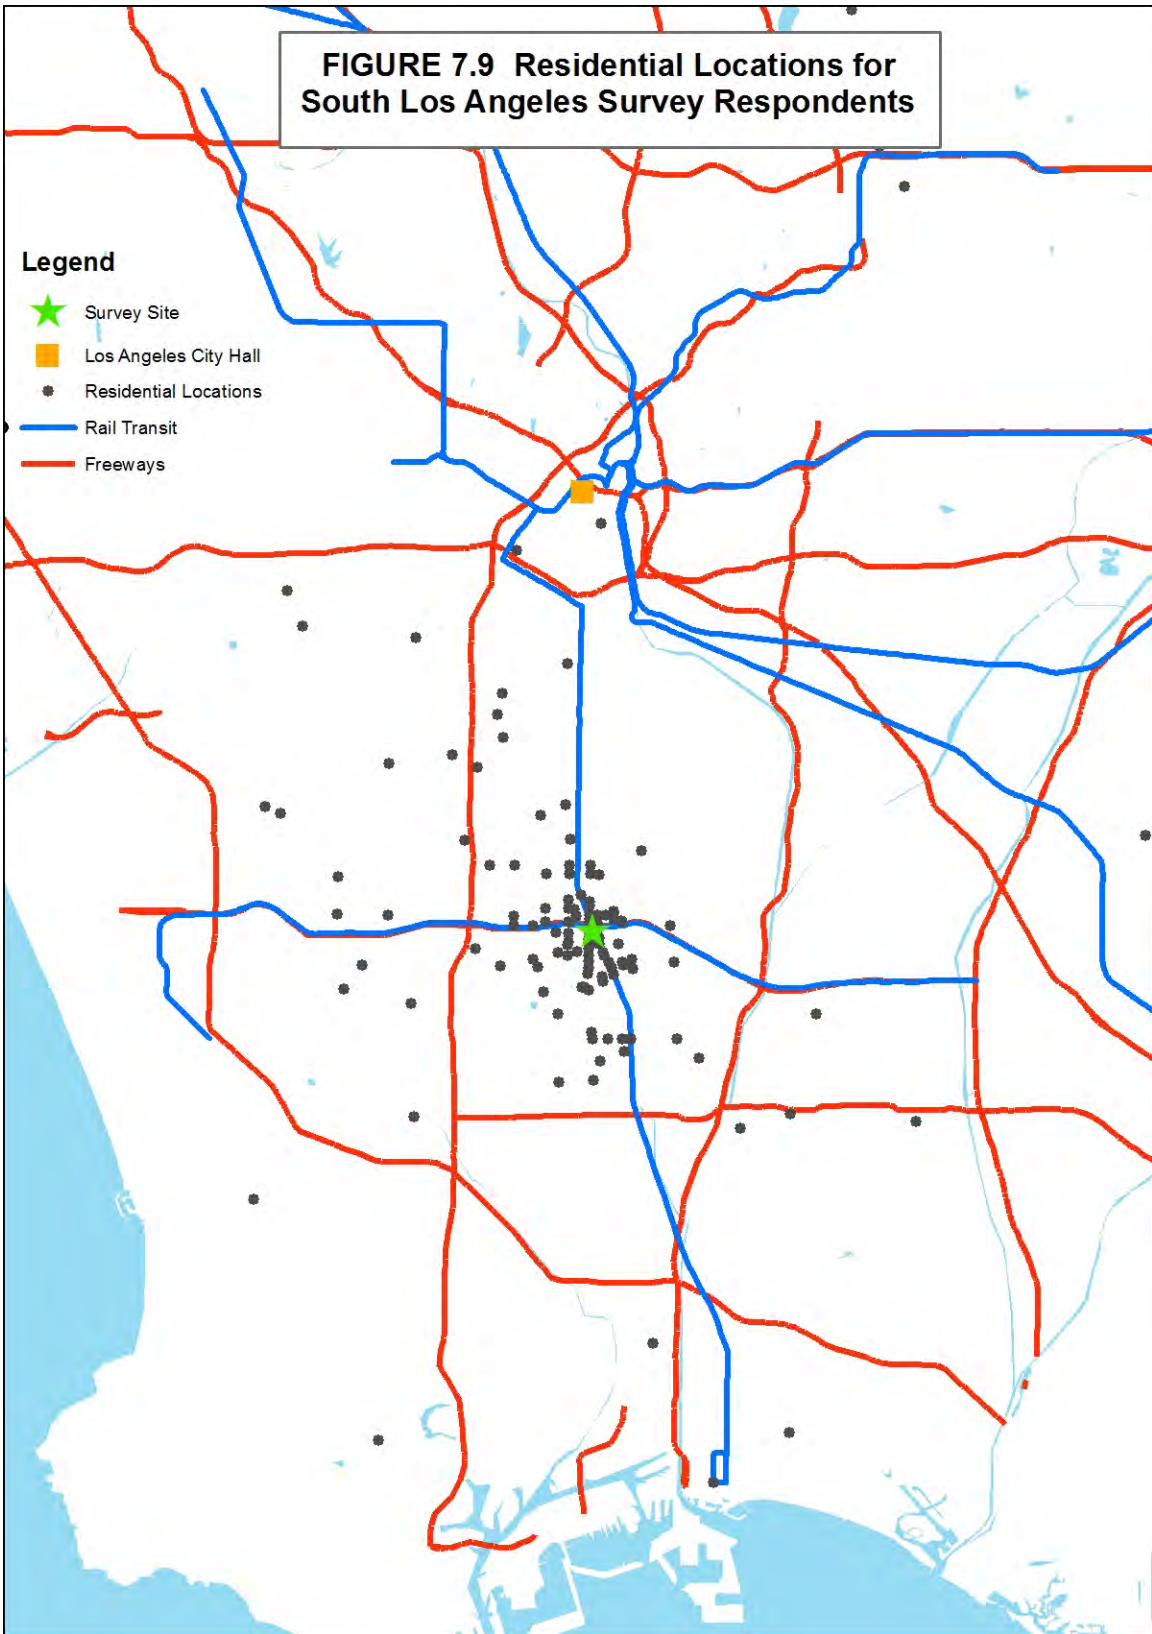 FIGURE 7.9 Residential Locations for
South Los Angeles Survey Respondents
Legend
Survey Site
Los Angeles City Hall
Residential Locations
Rail Transit
Freeways